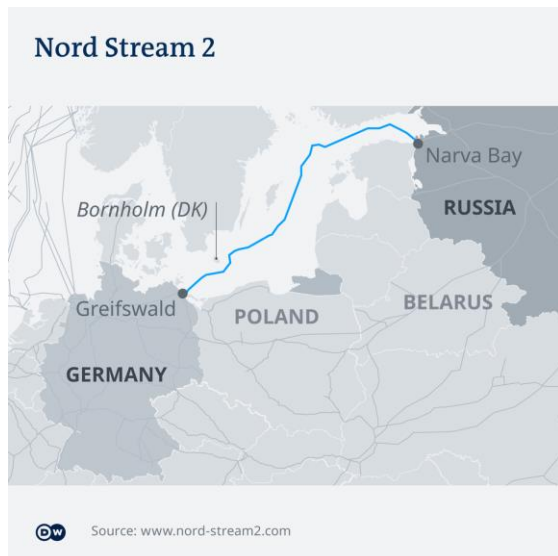 Nord Stream 2
Narva Bay
RUSSIA
Bornholm (DK)
Greifswald
POLAND
BELARUS
GERMANY
DW Source: www.nord-stream2.com